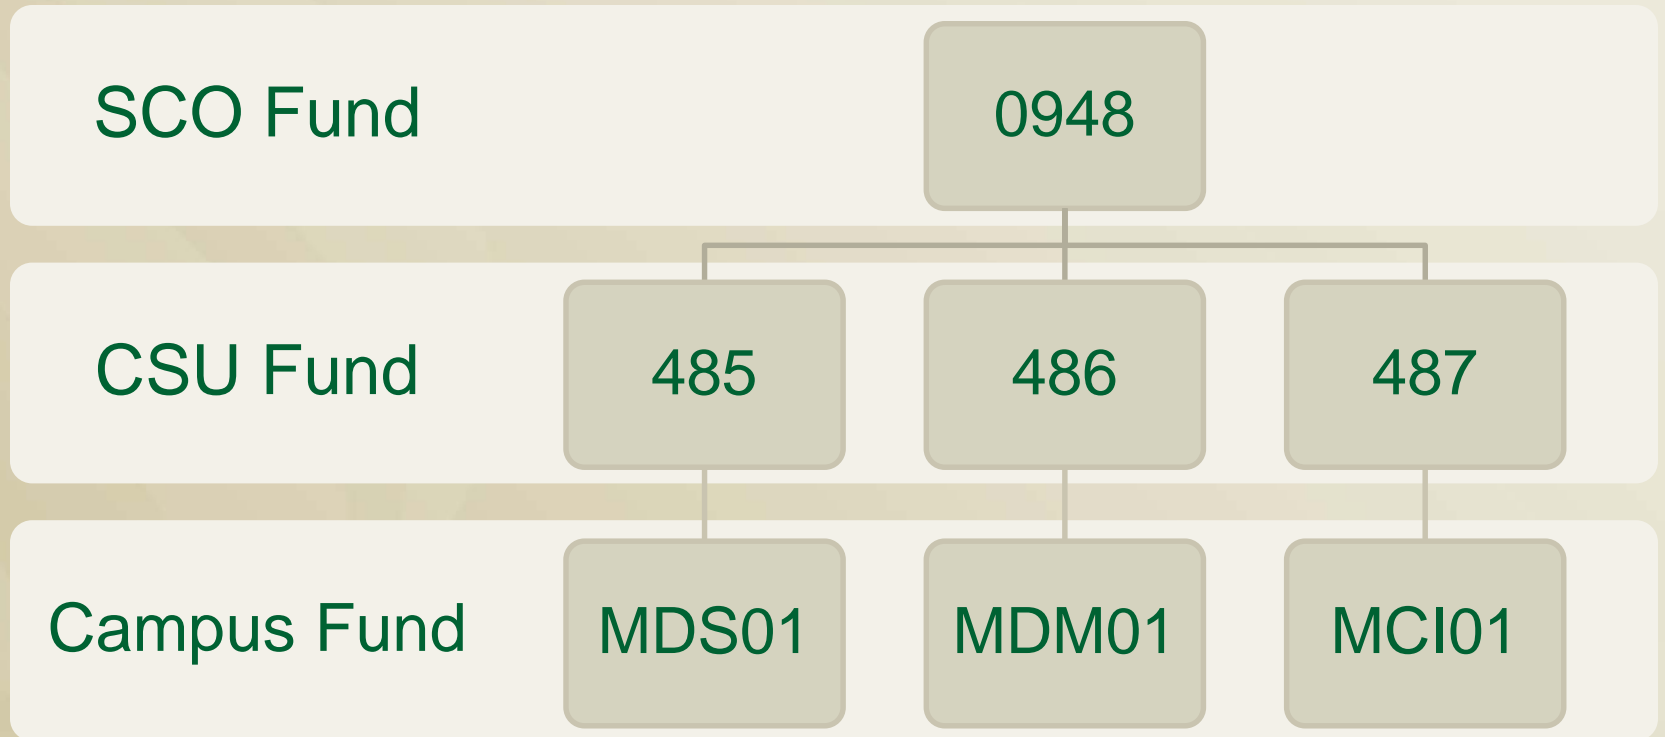 SCO Fund
0948
CSU Fund
485
486
487
Campus Fund
MDS01
MDM01
MCI01